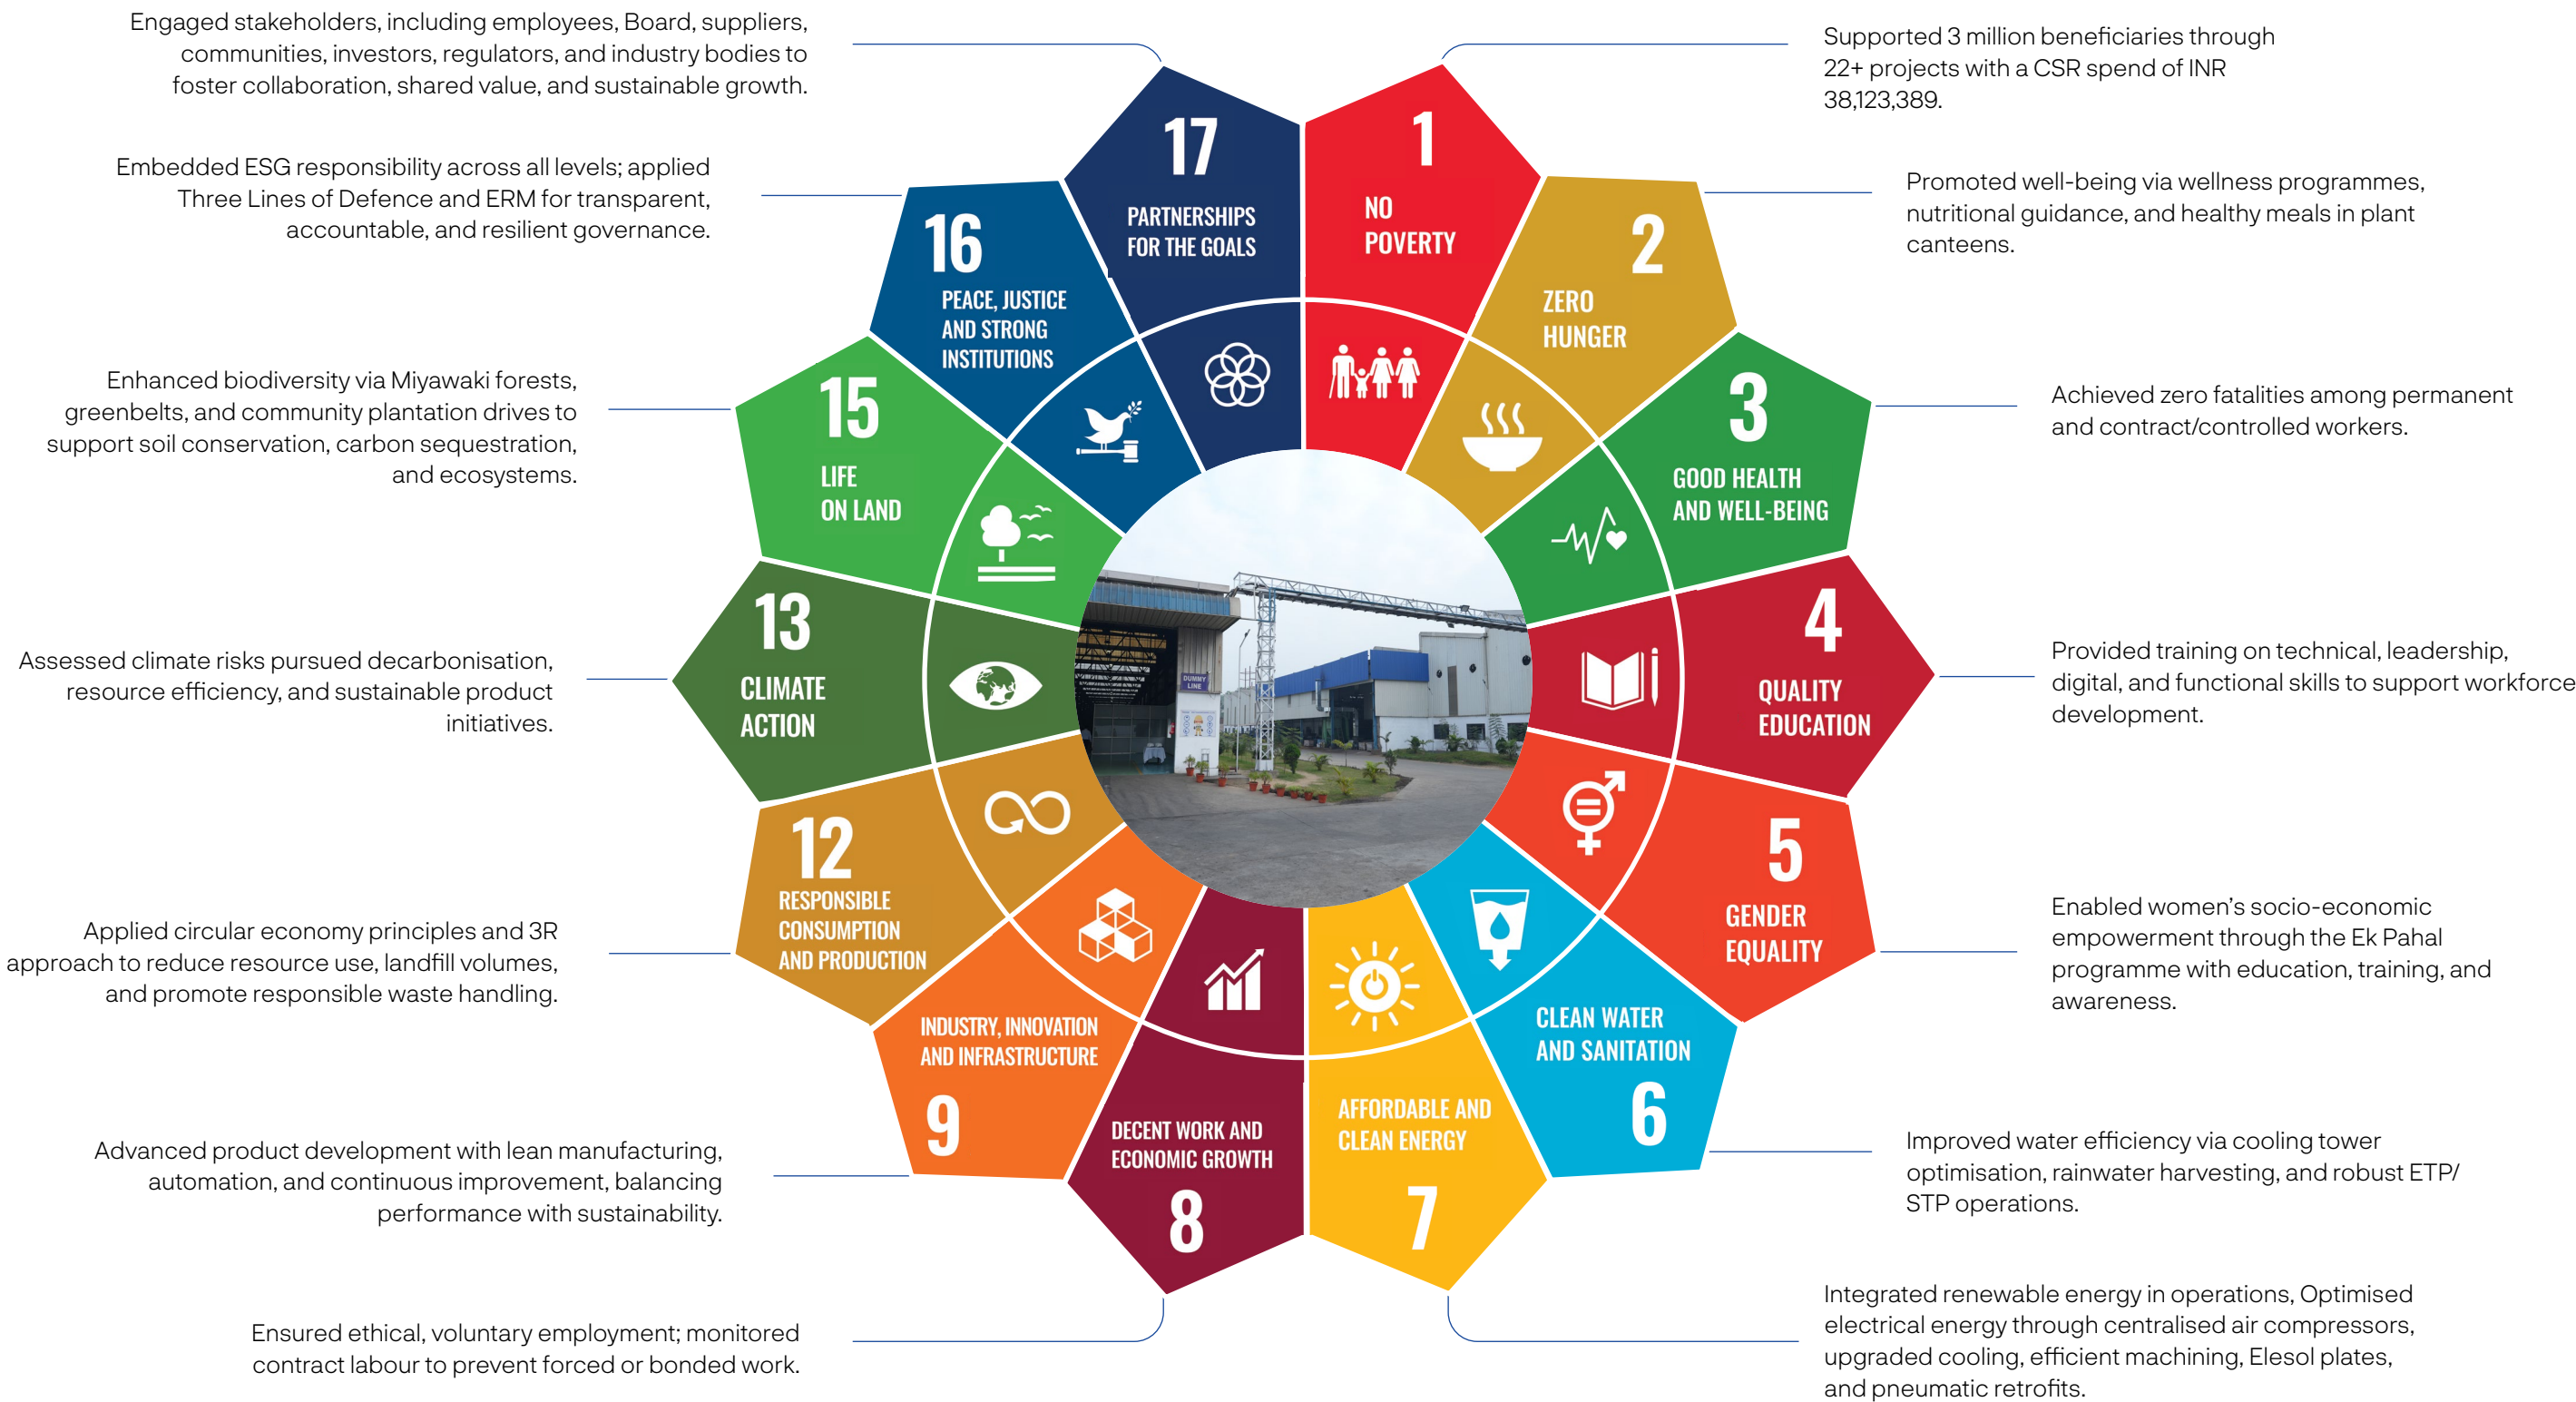 Engaged stakeholders, including employees, Board, suppliers,
communities, investors, regulators, and industry bodies to
foster collaboration, shared value, and sustainable growth.
Embedded ESG responsibility across all levels; applied
Three Lines of Defence and ERM for transparent,
accountable, and resilient governance.
Enhanced biodiversity via Miyawaki forests,
greenbelts, and community plantation drives to
support soil conservation, carbon sequestration,
and ecosystems.
Assessed climate risks pursued decarbonisation,
resource efficiency, and sustainable product
initiatives.
Applied circular economy principles and 3R
approach to reduce resource use, landfill volumes,
and promote responsible waste handling.
Advanced product development with lean manufacturing,
automation, and continuous improvement, balancing
performance with sustainability.
Ensured ethical, voluntary employment; monitored
contract labour to prevent forced or bonded work.
17
PARTNERSHIPS
FOR THE GOALS
16
PEACE, JUSTICE
AND STRONG
INSTITUTIONS
15
LIFE
ON LAND
13
CLIMATE
ACTION
12
RESPONSIBLE
CONSUMPTION
AND PRODUCTION
INDUSTRY, INNOVATION
AND INFRASTRUCTURE
9
DECENT WORK AND
ECONOMIC GROWTH
8
DUMMY
LINE
1
NO
POVERTY
2
ZERO
HUNGER
3
GOOD HEALTH
AND WELL-BEING
4
QUALITY
EDUCATION
5
GENDER
EQUALITY
CLEAN WATER
AND SANITATION
6
AFFORDABLE AND
CLEAN ENERGY
7
Supported 3 million beneficiaries through
22+ projects with a CSR spend of INR
38,123,389.
Promoted well-being via wellness programmes,
nutritional guidance, and healthy meals in plant
canteens.
Achieved zero fatalities among permanent
and contract/controlled workers.
Provided training on technical, leadership,
digital, and functional skills to support workforce
development.
Enabled women’s socio-economic
empowerment through the Ek Pahal
programme with education, training, and
awareness.
Improved water efficiency via cooling tower
optimisation, rainwater harvesting, and robust ETP/
STP operations.
Integrated renewable energy in operations, Optimised
electrical energy through centralised air compressors,
upgraded cooling, efficient machining, Elesol plates,
and pneumatic retrofits.